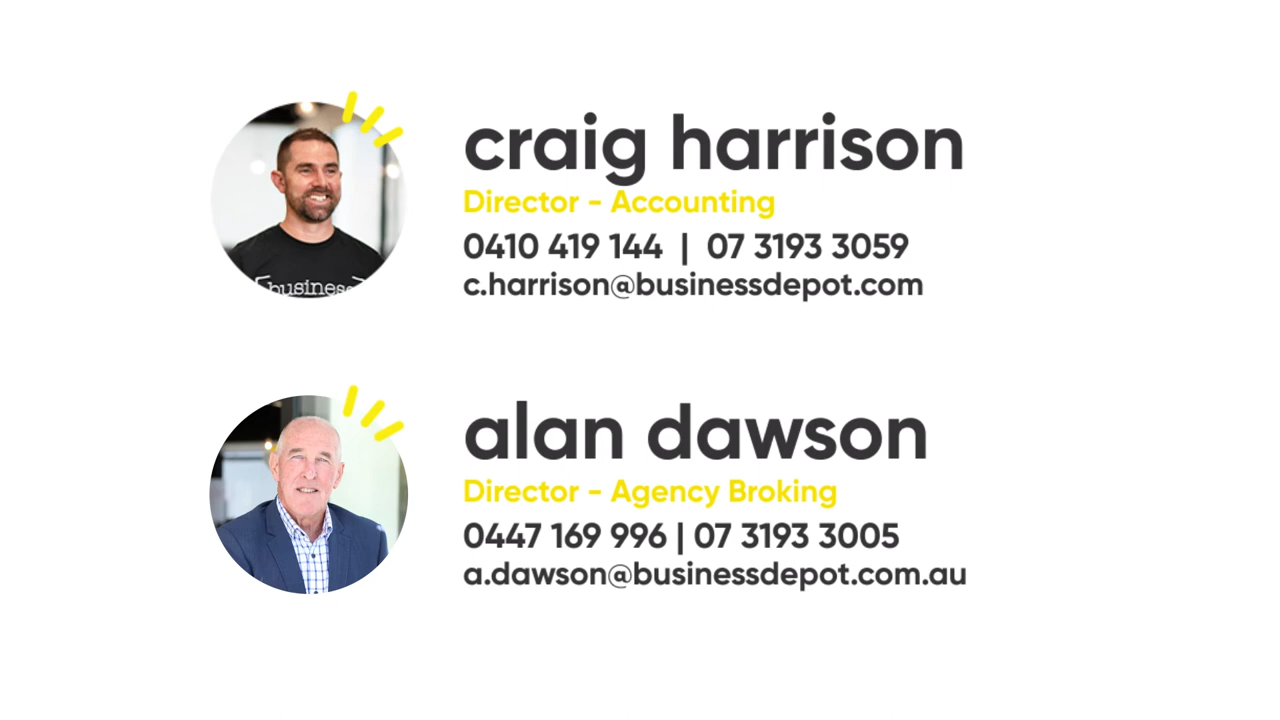 craig harrison
Director - Accounting
0410 419 144 | 07 3193 3059
c.harrison@businessdepot.com
[business]
alan dawson
Director - Agency Broking
0447 169 996 | 07 3193 3005
a.dawson@businessdepot.com.au